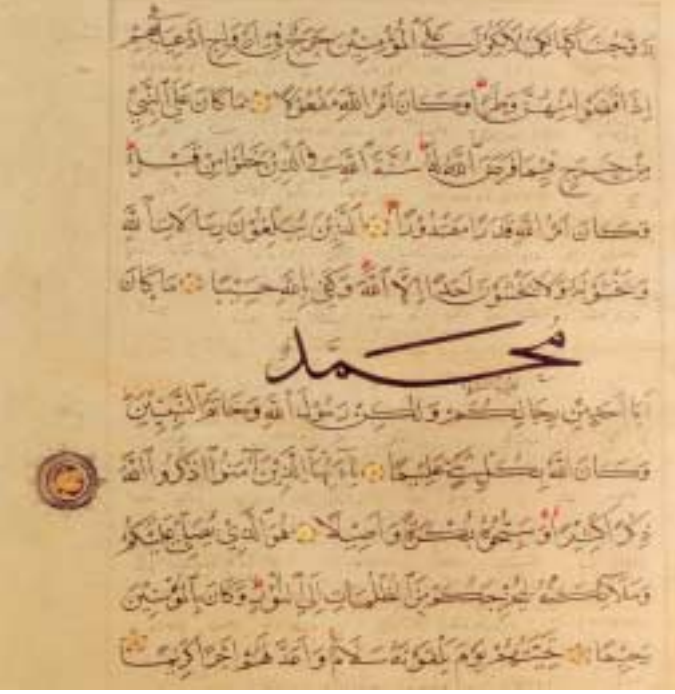 زوجناكها لكي لا يكون على المؤمنين حرج في أزواج أدعيائهم
إذا قضوا منهن وطرا وكان أمر الله مفعولا ما كان على النبي
من حرج فيما فرض الله له سنة الله في الذين خلوا من قبل
وكان أمر الله قدرا مقدورا الذين يبلغون رسالات الله
ويخشونه ولا يخشون أحدا إلا الله وكفى بالله حسيبا ما كان
محمد
أبا أحد من رجالكم ولكن رسول الله وخاتم النبيين
وكان الله بكل شيء عليما يا أيها الذين آمنوا اذكروا الله
ذكرا كثيرا وسبحوه بكرة وأصيلا هو الذي يصلي عليكم
وملائكته ليخرجكم من الظلمات إلى النور وكان بالمؤمنين
رحيما تحيتهم يوم يلقونه سلام وأعد لهم أجرا كريما